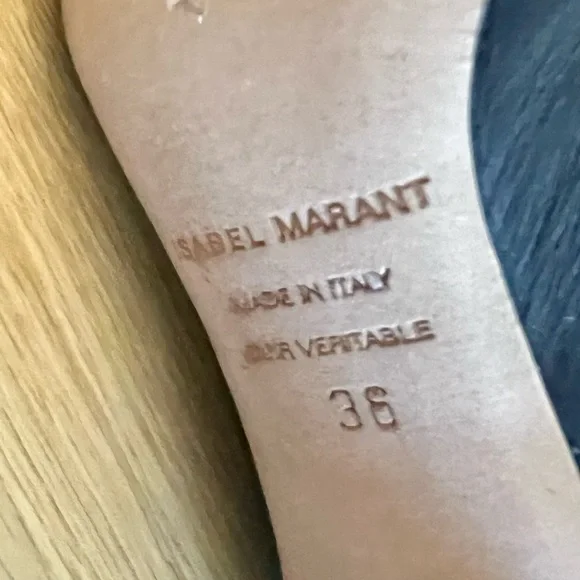 ISABEL MARANT
MADE IN ITALY
CUIR VERITABLE
36